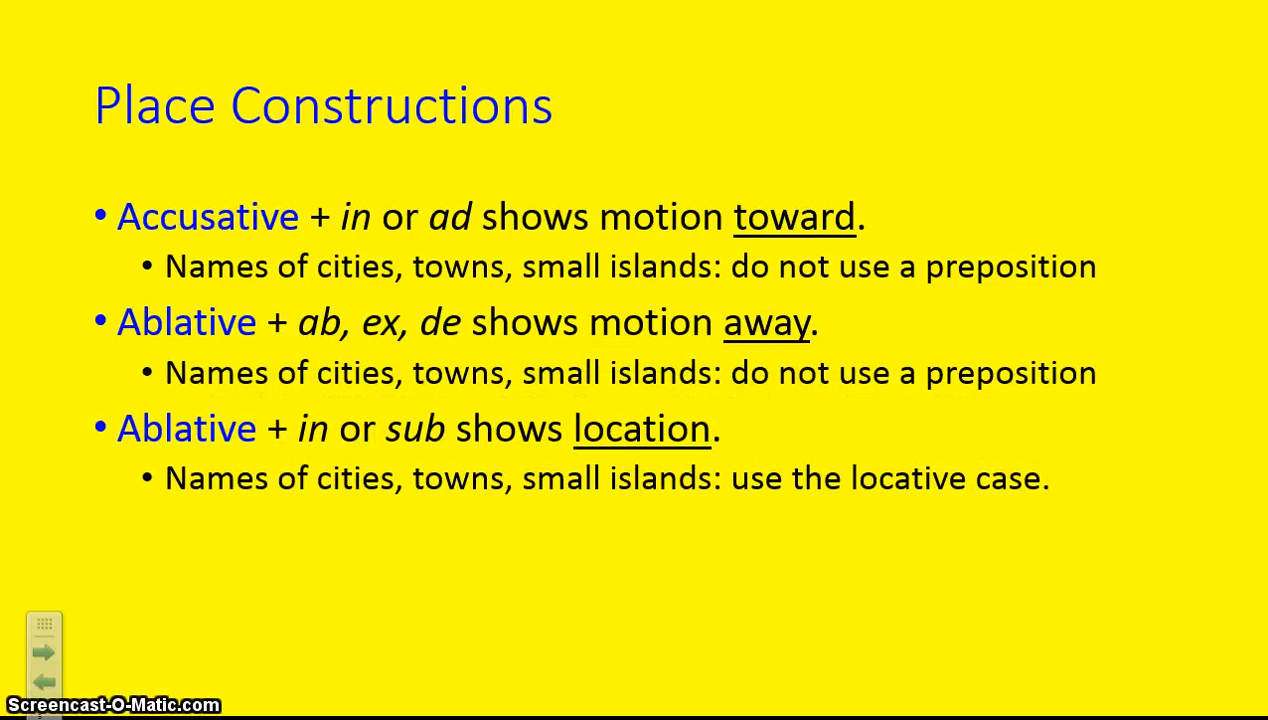 Place Constructions
• Accusative + in or ad shows motion toward.
• Names of cities, towns, small islands: do not use a preposition
• Ablative + ab, ex, de shows motion away.
• Names of cities, towns, small islands: do not use a preposition
• Ablative + in or sub shows location.
• Names of cities, towns, small islands: use the locative case.
Screencast-O-Matic.com